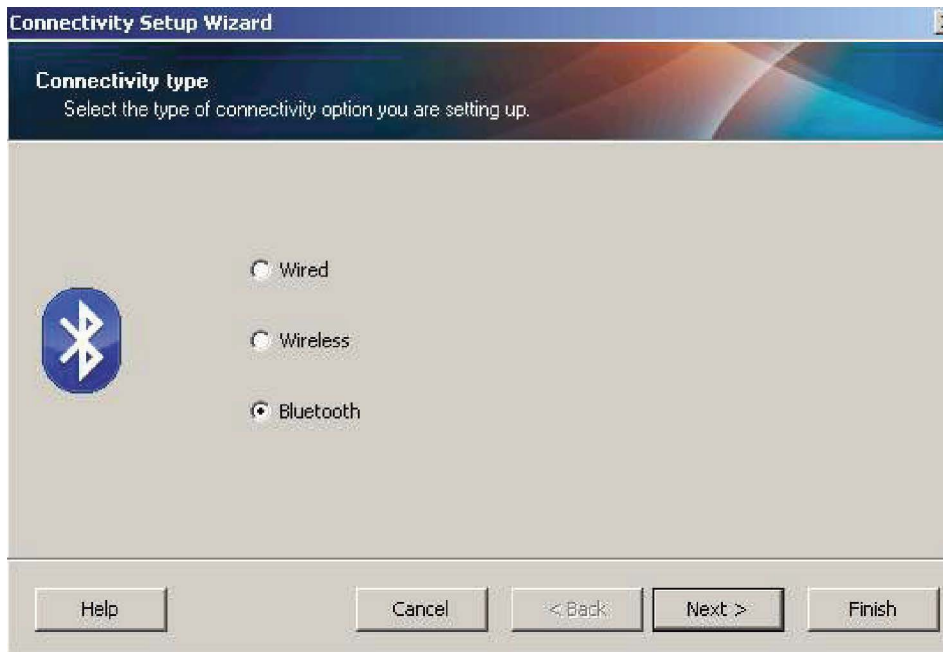 Connectivity Setup Wizard
Connectivity type
Select the type of connectivity option you are setting up.
Wired
Wireless
Bluetooth
Help Cancel < Back Next > Finish